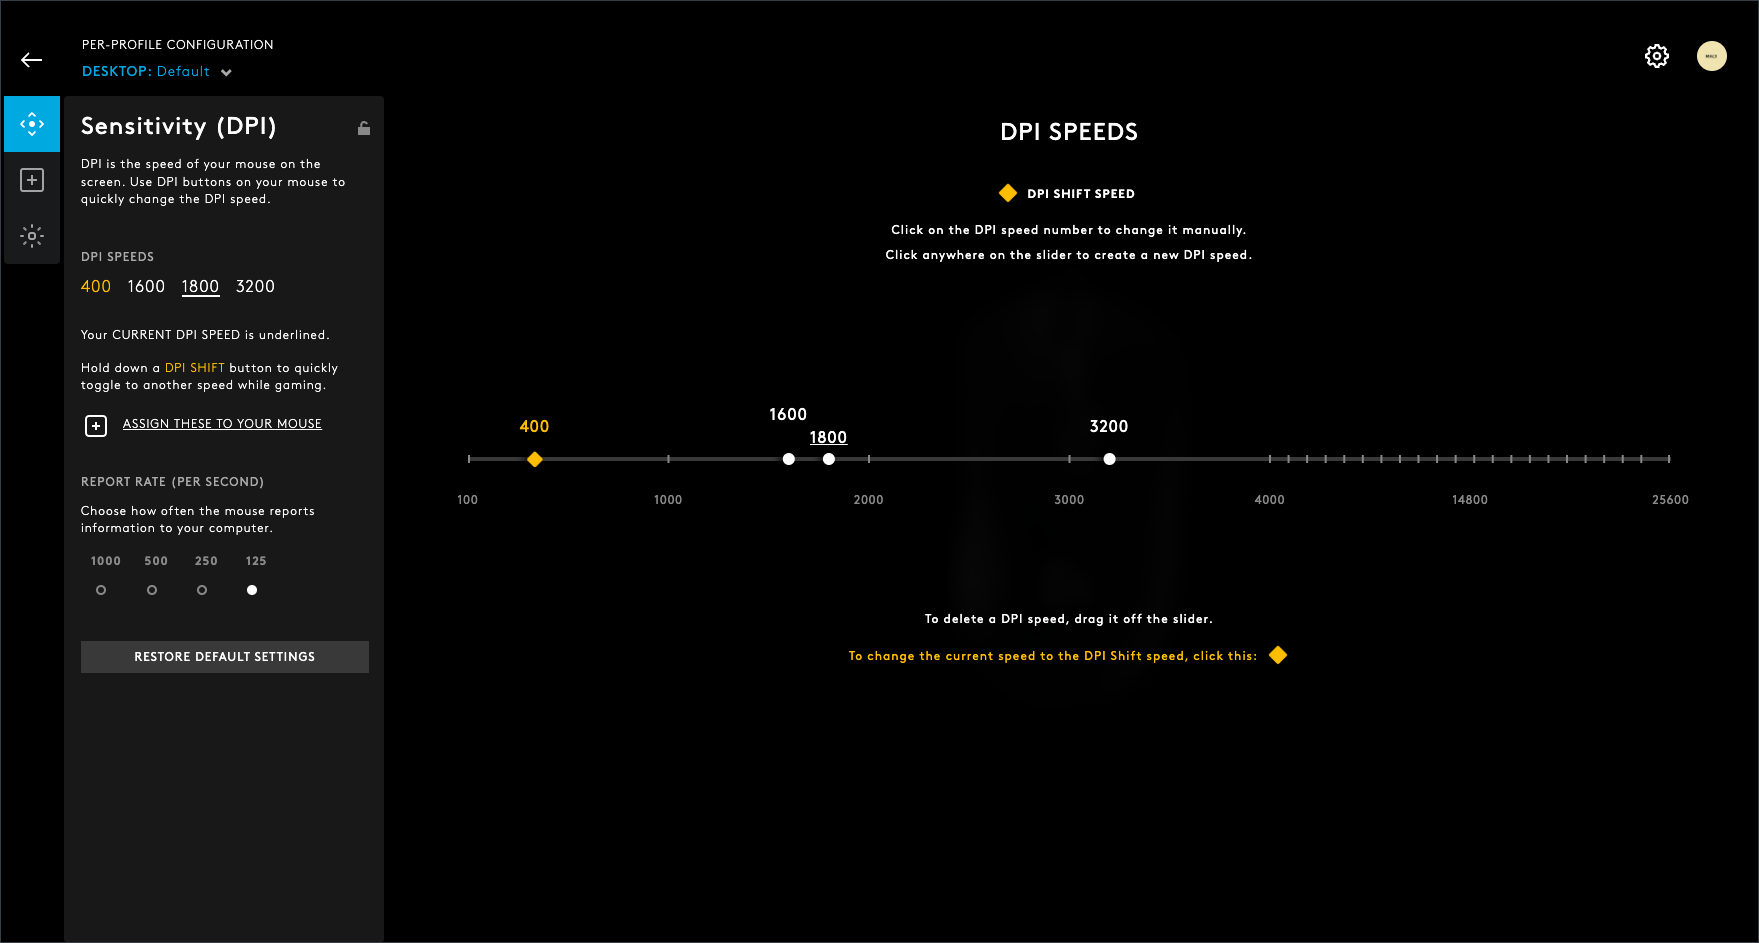 PER-PROFILE CONFIGURATION
DESKTOP: Default
Sensitivity (DPI)
DPI is the speed of your mouse on the
screen. Use DPI buttons on your mouse to
quickly change the DPI speed.
DPI SPEEDS
400 1600 1800 3200
Your CURRENT DPI SPEED is underlined.
Hold down a DPI SHIFT button to quickly
toggle to another speed while gaming.
ASSIGN THESE TO YOUR MOUSE
REPORT RATE (PER SECOND)
Choose how often the mouse reports
information to your computer.
1000 500 250 125
RESTORE DEFAULT SETTINGS
DPI SPEEDS
DPI SHIFT SPEED
Click on the DPI speed number to change it manually.
Click anywhere on the slider to create a new DPI speed.
400 1600 1800 3200
100 1000 2000 3000 4000 14800 25600
To delete a DPI speed, drag it off the slider.
To change the current speed to the DPI Shift speed, click this: